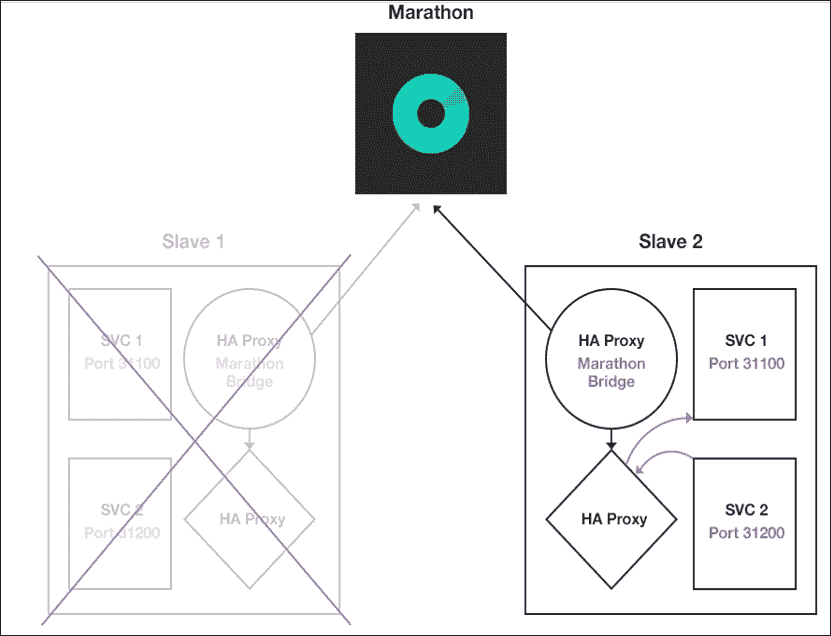 Marathon
Slave 1
SVC 1
Port 31100
HA Proxy
Marathon
Bridge
SVC 2
Port 31200
HA Proxy
Slave 2
HA Proxy
Marathon
Bridge
SVC 1
Port 31100
HA Proxy
SVC 2
Port 31200